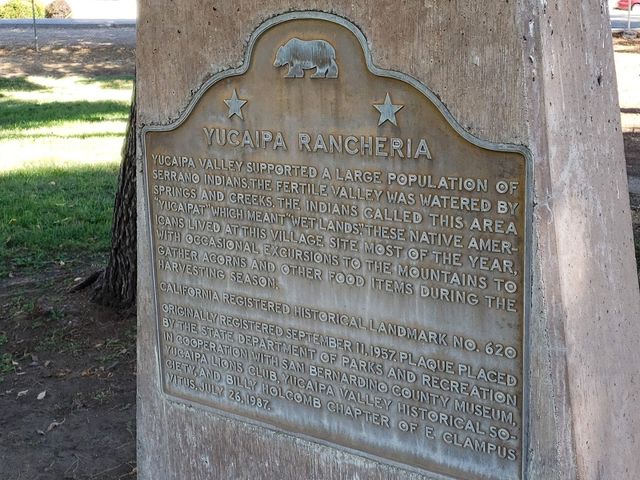 YUCAIPA RANCHERIA
YUCAIPA VALLEY SUPPORTED A LARGE POPULATION OF
SERRANO INDIANS. THE FERTILE VALLEY WAS WATERED BY
SPRINGS AND CREEKS. THE INDIANS CALLED THIS AREA
"YUCAIPAT" WHICH MEANT "WET LANDS." THESE NATIVE AMER-
ICANS LIVED AT THIS VILLAGE SITE MOST OF THE YEAR,
WITH OCCASIONAL EXCURSIONS TO THE MOUNTAINS TO
GATHER ACORNS AND OTHER FOOD ITEMS DURING THE
HARVESTING SEASON.
CALIFORNIA REGISTERED HISTORICAL LANDMARK NO. 620
ORIGINALLY REGISTERED SEPTEMBER 11, 1957. PLAQUE PLACED
BY THE STATE DEPARTMENT OF PARKS AND RECREATION
IN COOPERATION WITH SAN BERNARDINO COUNTY MUSEUM,
YUCAIPA LIONS CLUB, YUCAIPA VALLEY HISTORICAL SO-
CIETY, AND BILLY HOLCOMB CHAPTER OF E CLAMPUS
VITUS, JULY 26, 1987.